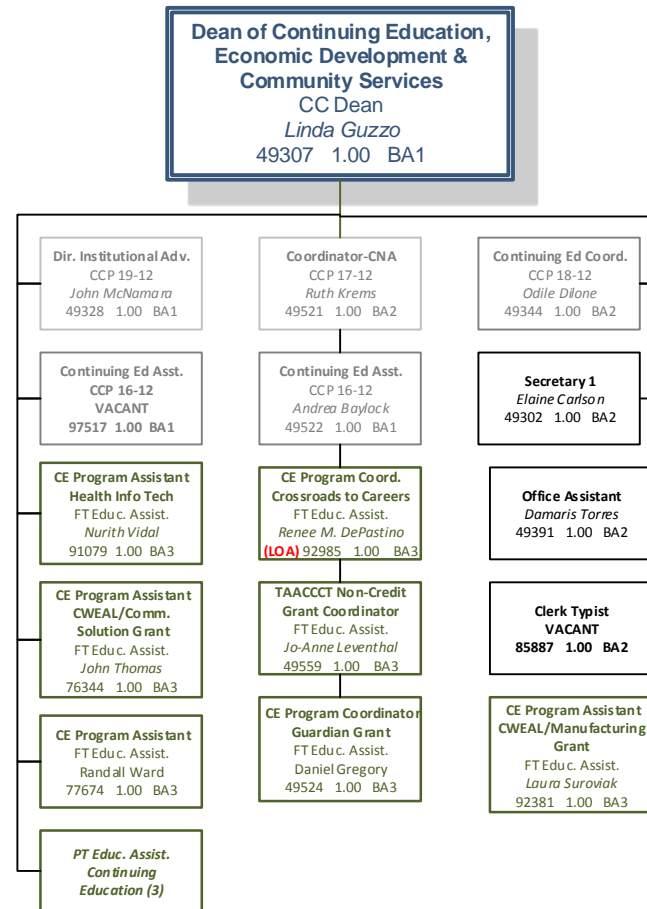 Dean of Continuing Education,
Economic Development &
Community Services
CC Dean
Linda Guzzo
49307 1.00 BA1
Dir. Institutional Adv.
CCP 19-12
John McNamara
49328 1.00 BA1
Continuing Ed Asst.
CCP 16-12
VACANT
97517 1.00 BA1
CE Program Assistant
Health Info Tech
FT Educ. Assist.
Nurith Vidal
91079 1.00 BA3
CE Program Assistant
CWEAL/Comm.
Solution Grant
FT Educ. Assist.
John Thomas
76344 1.00 BA3
CE Program Assistant
FT Educ. Assist.
Randall Ward
77674 1.00 BA3
PT Educ. Assist.
Continuing
Education (3)
Coordinator-CNA
CCP 17-12
Ruth Krems
49521 1.00 BA2
Continuing Ed Asst.
CCP 16-12
Andrea Baylock
49522 1.00 BA1
CE Program Coord.
Crossroads to Careers
FT Educ. Assist.
Renee M. DePastino
(LOA) 92985 1.00 BA3
TAACCCT Non-Credit
Grant Coordinator
FT Educ. Assist.
Jo-Anne Leventhal
49559 1.00 BA3
CE Program Coordinator
Guardian Grant
FT Educ. Assist.
Daniel Gregory
49524 1.00 BA3
Continuing Ed Coord.
CCP 18-12
Odile Dilone
49344 1.00 BA2
Secretary 1
Elaine Carlson
49302 1.00 BA2
Office Assistant
Damaris Torres
49391 1.00 BA2
Clerk Typist
VACANT
85887 1.00 BA2
CE Program Assistant
CWEAL/Manufacturing
Grant
FT Educ. Assist.
Laura Suroviak
92381 1.00 BA3